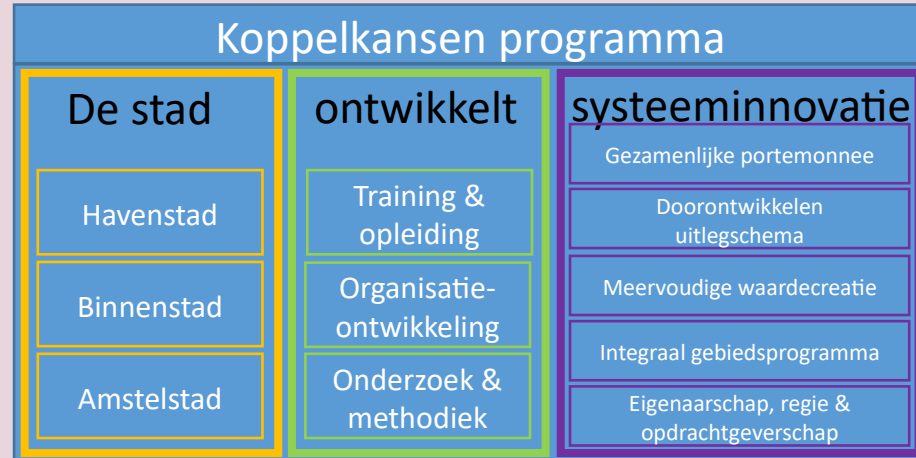 Koppelkansen programma
De stad
Havenstad
Binnenstad
Amstelstad
ontwikkelt
Training &
opleiding
Organisatie-
ontwikkeling
Onderzoek &
methodiek
systeeminnovatie
Gezamenlijke portemonnee
Doorontwikkelen
uitlegschema
Meervoudige waardecreatie
Integraal gebiedsprogramma
Eigenaarschap, regie &
opdrachtgeverschap